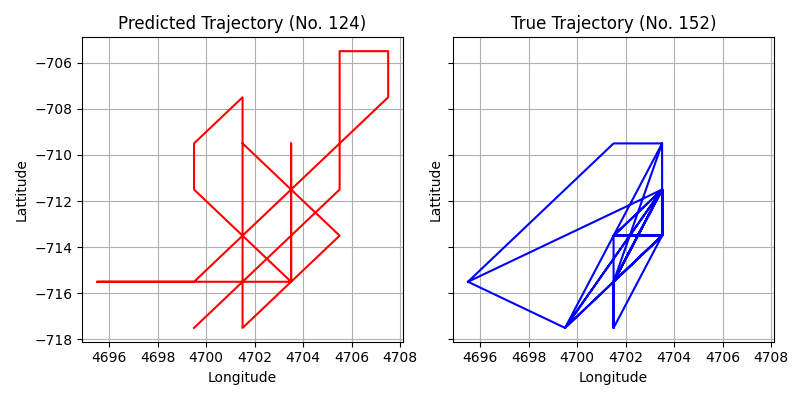 Predicted Trajectory (No. 124)
True Trajectory (No. 152)
−706
−708
−710
−712
−714
−716
−718
Lattitude
Lattitude
4696 4698 4700 4702 4704 4706 4708
4696 4698 4700 4702 4704 4706 4708
Longitude
Longitude